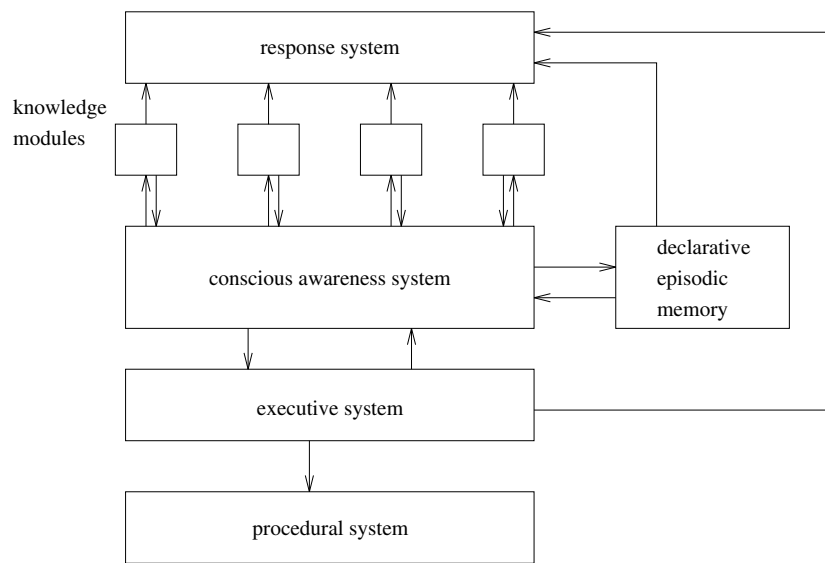 response system
knowledge
modules
conscious awareness system
declarative
episodic
memory
executive system
procedural system